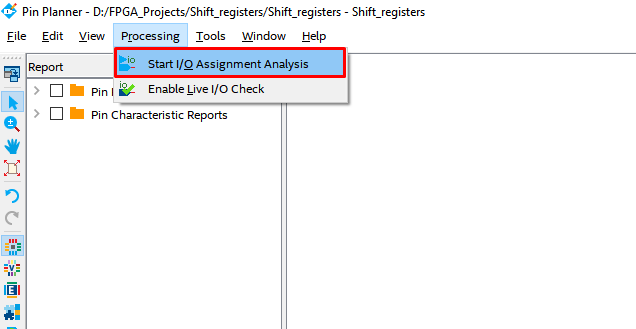 Pin Planner - D:/FPGA_Projects/Shift_registers/Shift_registers - Shift_registers
File Edit View Processing Tools Window Help
Start I/O Assignment Analysis
Report
Enable Live I/O Check
Pin
Pin Characteristic Reports